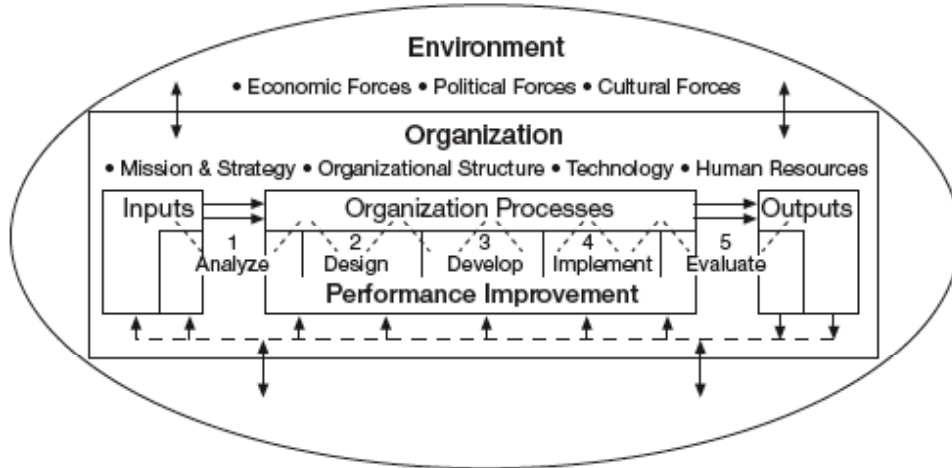 Environment
• Economic Forces • Political Forces • Cultural Forces
Organization
• Mission & Strategy • Organizational Structure • Technology • Human Resources
Inputs
Organization Processes
Outputs
1
2
3
4
5
Analyze
Design
Develop
Implement
Evaluate
Performance Improvement